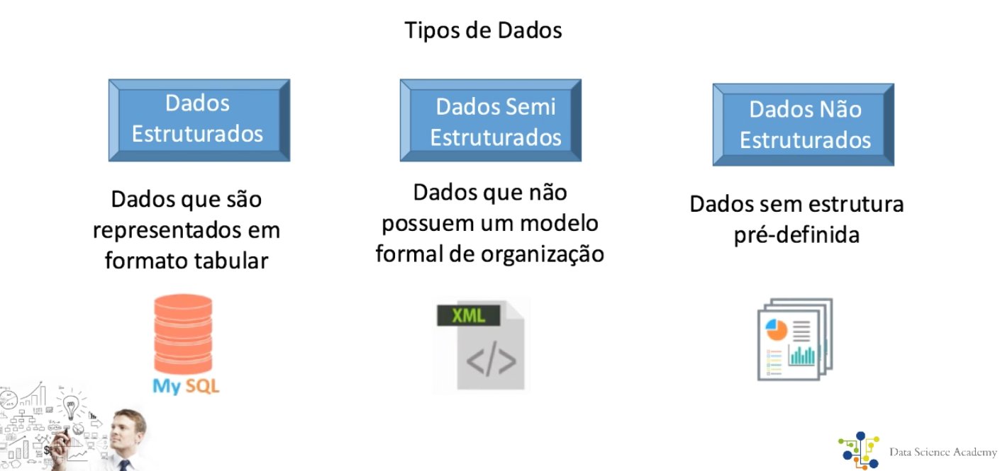 Tipos de Dados
Dados
Estruturados
Dados que são
representados em
formato tabular
My SQL
Dados Semi
Estruturados
Dados que não
possuem um modelo
formal de organização
XML
</>
Dados Não
Estruturados
Dados sem estrutura
pré-definida
$
Data Science Academy